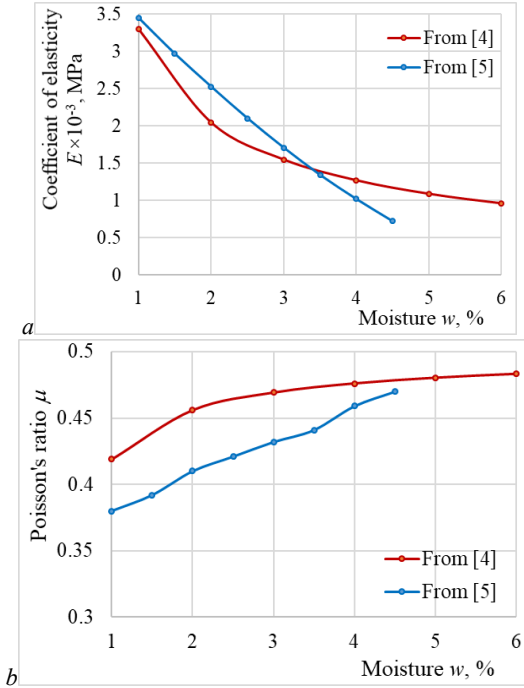 a
Coefficient of elasticity
E×10-³, MPa
3.5
3
2.5
2
1.5
1
0.5
0
From [4]
From [5]
1 2 3 4 5 6
Moisture w, %
b
Poisson's ratio μ
0.5
0.45
0.4
0.35
0.3
From [4]
From [5]
1 2 3 4 5 6
Moisture w, %